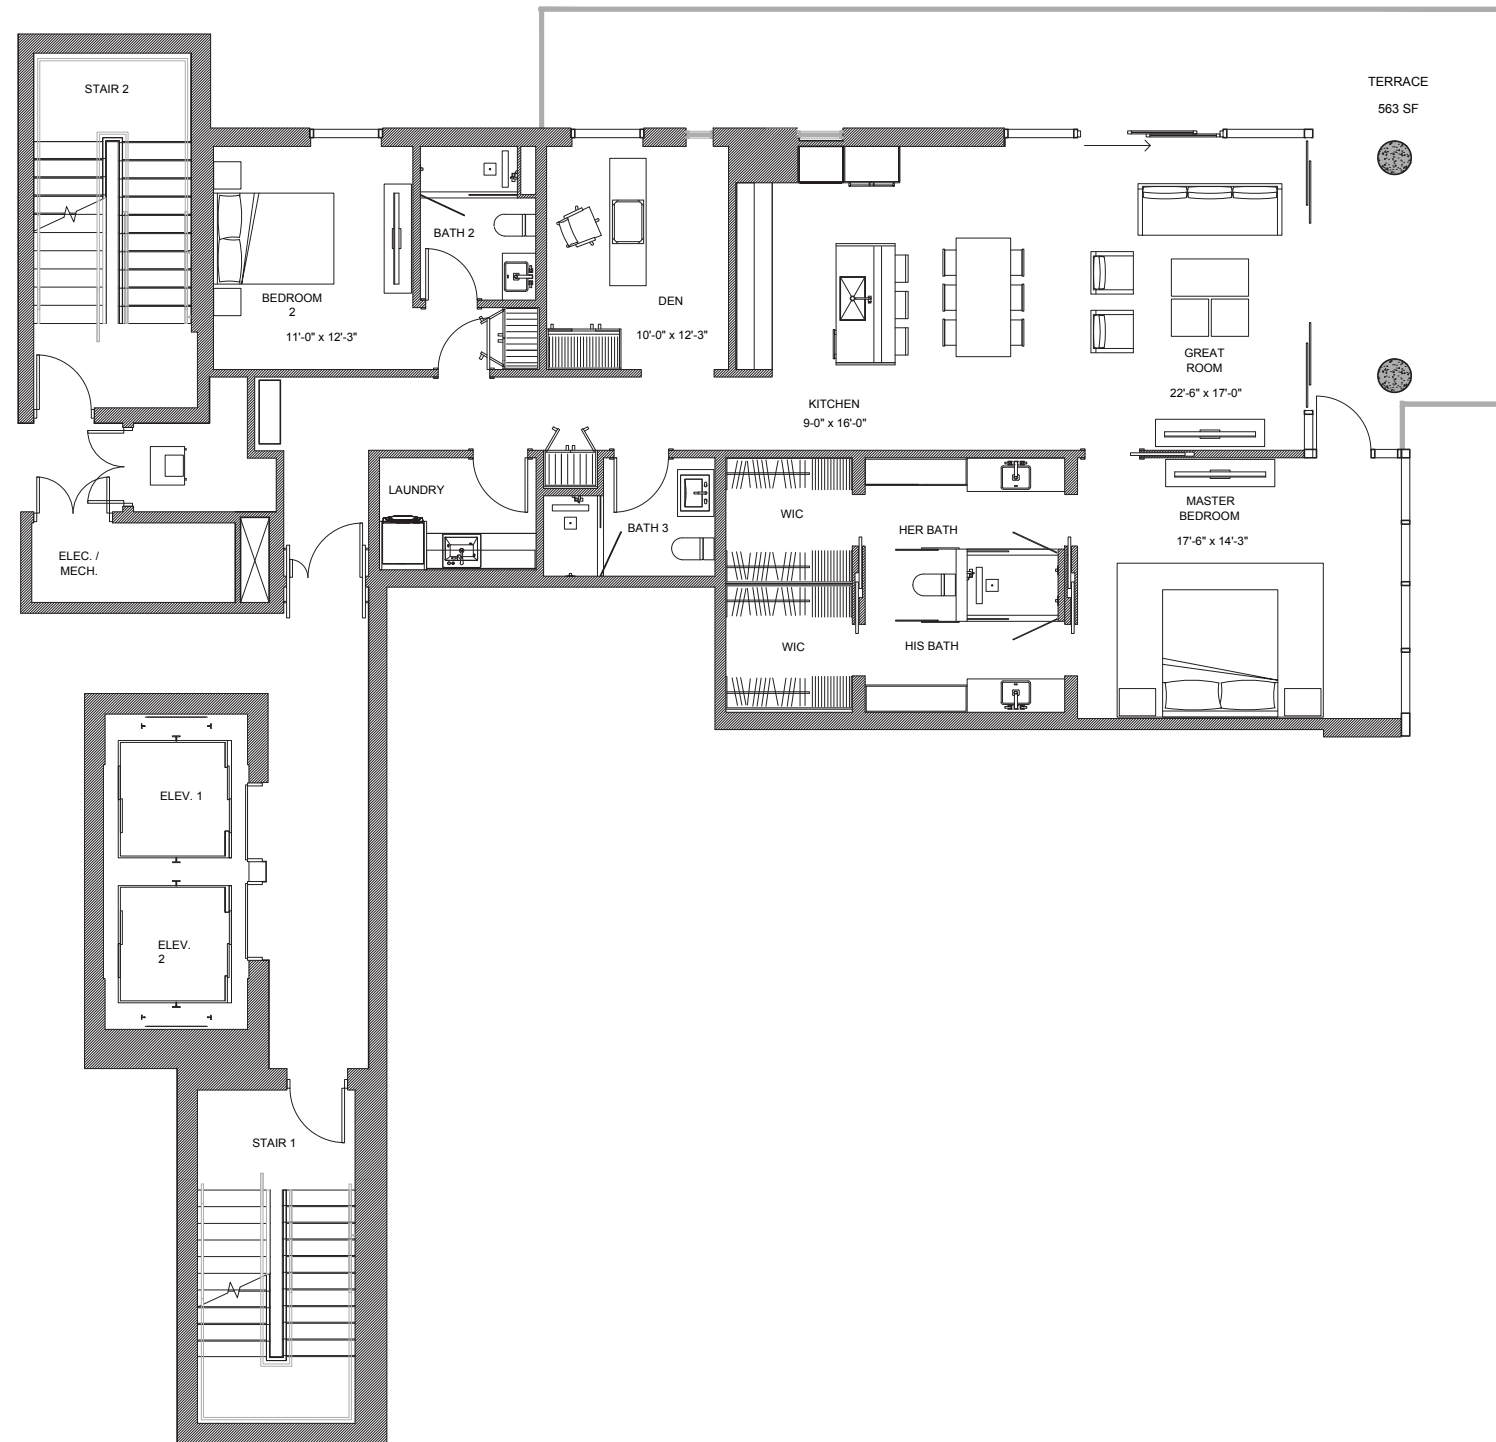 TERRACE
563 SF
STAIR 2
BATH 2
BEDROOM
2
11'-0" x 12'-3"
DEN
10'-0" x 12'-3"
GREAT
ROOM
22'-6" x 17'-0"
KITCHEN
9-0" x 16'-0"
LAUNDRY
BATH 3
WIC
HER BATH
MASTER
BEDROOM
17'-6" x 14'-3"
ELEC. /
MECH.
WIC
HIS BATH
ELEV. 1
ELEV.
2
STAIR 1